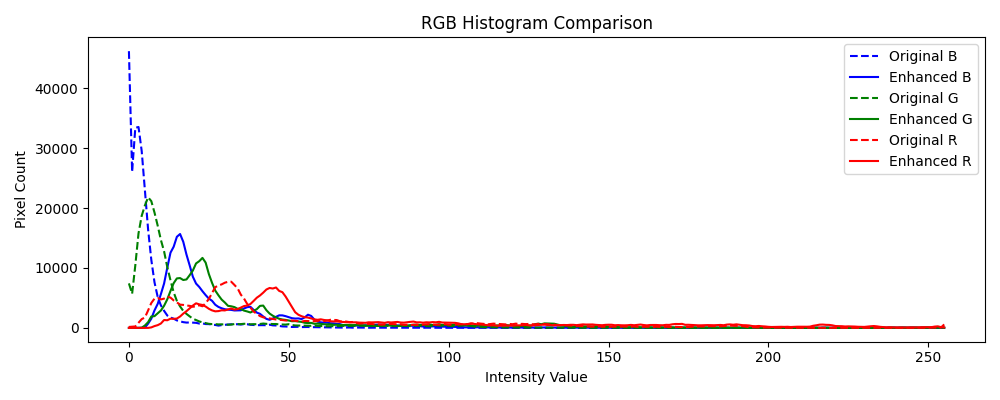 RGB Histogram Comparison
Original B
Enhanced B
Original G
Enhanced G
Original R
Enhanced R
40000
30000
20000
10000
0
Pixel Count
0 50 100 150 200 250
Intensity Value